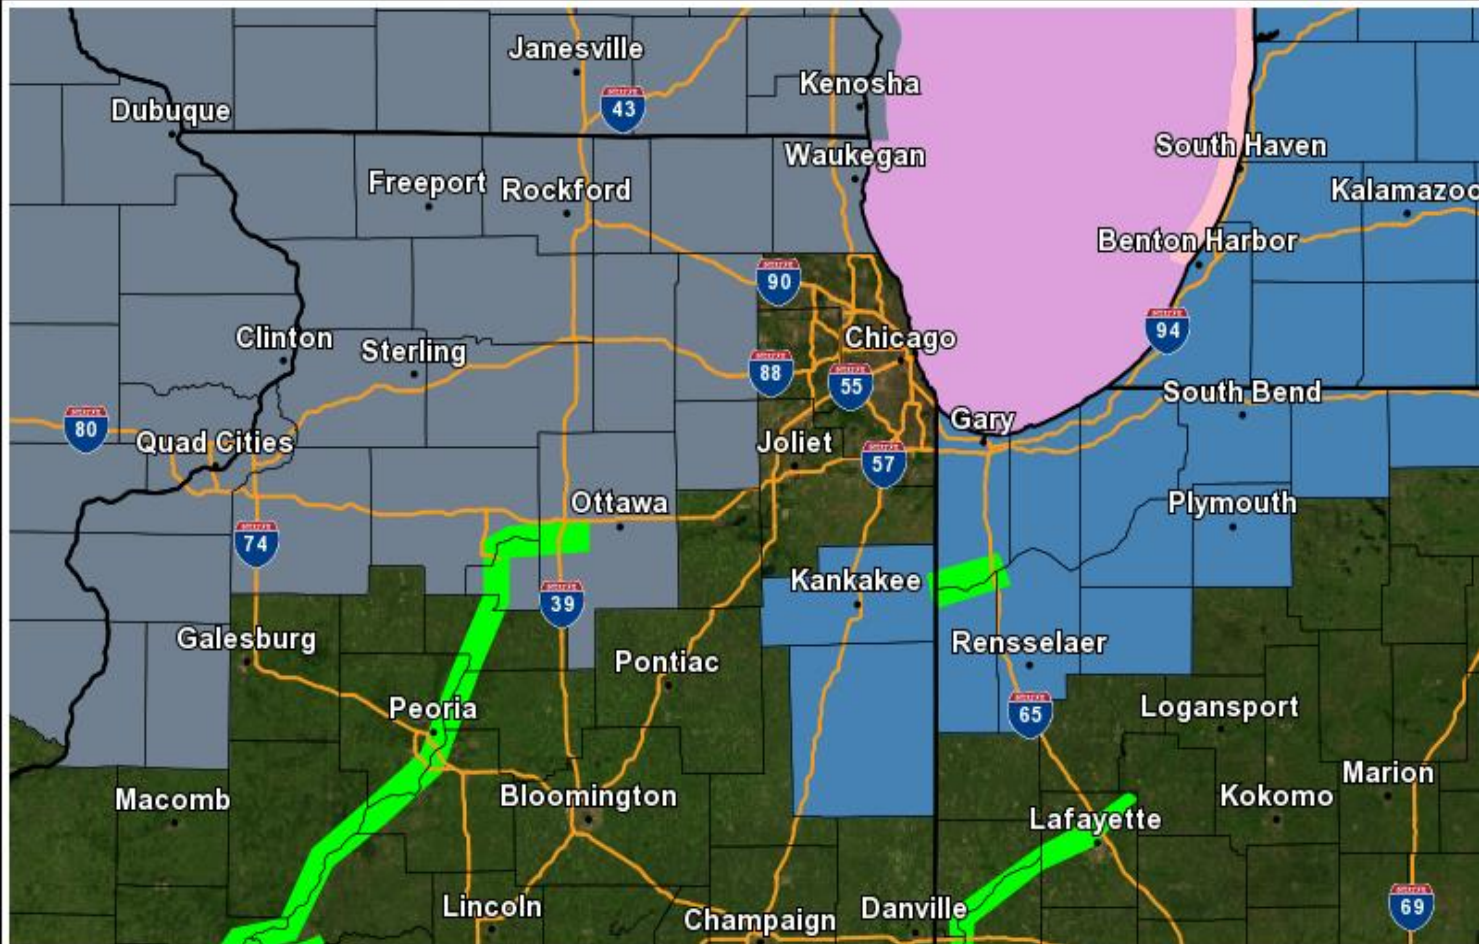 Janesville
43
Kenosha
Dubuque
South Haven
Waukegan
Freeport
Rockford
Kalamazoo
Benton Harbor
90
94
Clinton
Sterling
Chicago
88
55
South Bend
80
Quad Cities
Gary
Joliet
57
Ottawa
Plymouth
74
Kankakee
39
Galesburg
Rensselaer
Pontiac
Peoria
65
Logansport
Marion
Macomb
Bloomington
Kokomo
Lafayette
Lincoln
Champaign
Danville
69